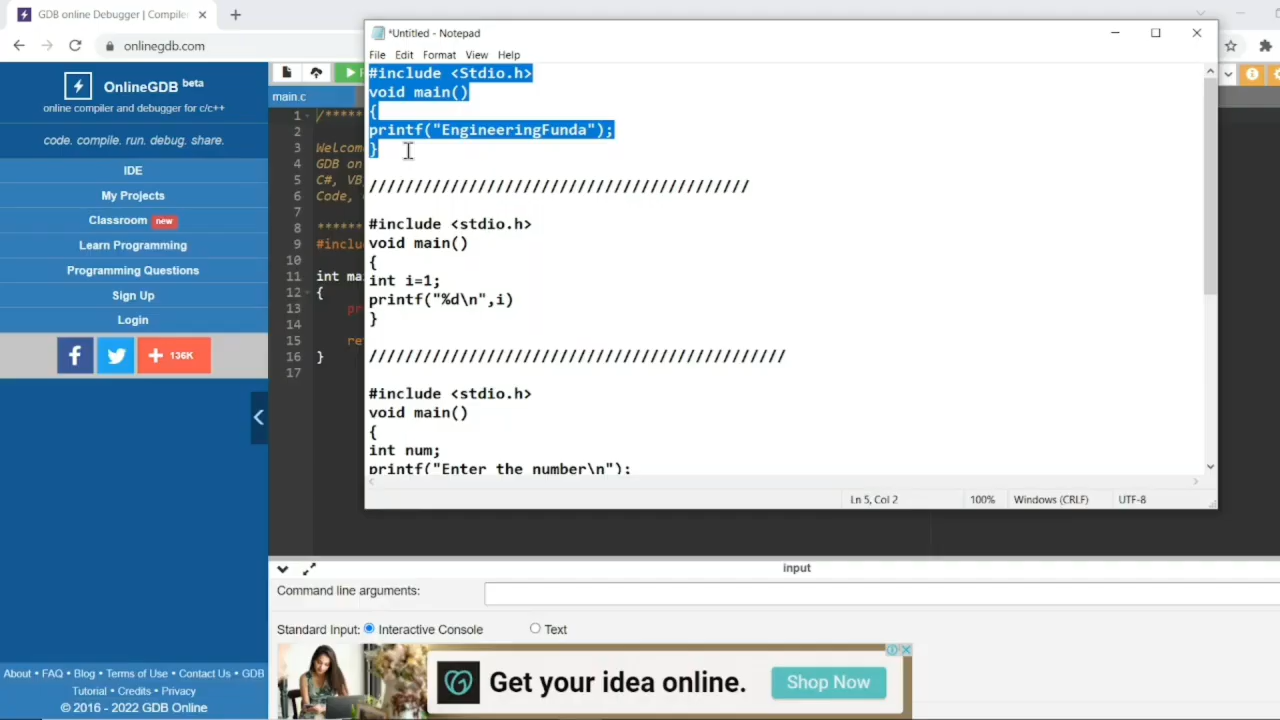 GDB online Debugger | Compiler
onlinegdb.com
OnlineGDB beta
online compiler and debugger for c/c++
code. compile. run. debug. share.
IDE
My Projects
Classroom new
Learn Programming
Programming Questions
Sign Up
Login
136K
About • FAQ • Blog • Terms of Use • Contact Us • GDB
Tutorial • Credits • Privacy
© 2016 - 2022 GDB Online
main.c
1 /*****
2
3 Welcom
4 GDB on
5 C#, VB
6 Code,
7
8 *****
9 #inclu
10
11 int ma
12 {
13 pr
14
15 re
16 }
17
*Untitled - Notepad
File Edit Format View Help
#include <Stdio.h>
void main()
{
printf("EngineeringFunda");
}
//////////////////////////////////////////
#include <stdio.h>
void main()
{
int i=1;
printf("%d\n",i)
}
//////////////////////////////////////////////
#include <stdio.h>
void main()
{
int num;
printf("Enter the number\n");
Ln 5, Col 2 100% Windows (CRLF) UTF-8
input
Command line arguments:
Standard Input: Interactive Console Text
Get your idea online. Shop Now